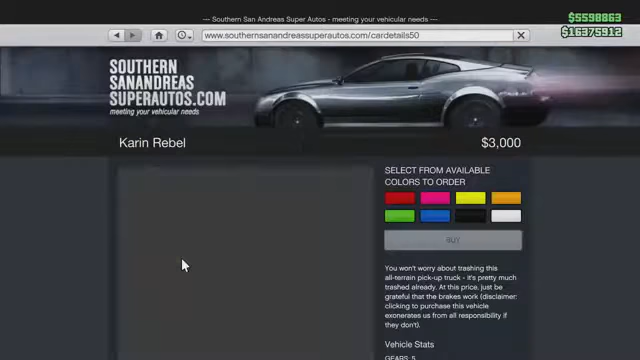 --- Southern San Andreas Super Autos - meeting your vehicular needs ---
$5598863
$16375912
www.southernsanandreassuperautos.com/cardetails50
SOUTHERN
SANANDREAS
SUPERAUTOS.COM
meeting your vehicular needs
Karin Rebel
$3,000
SELECT FROM AVAILABLE
COLORS TO ORDER
BUY
You won't worry about trashing this
all-terrain pick-up truck - it's pretty much
trashed already. At this price, just be
grateful that the brakes work (disclaimer:
clicking to purchase this vehicle
exonerates us from all responsibility if
they don't).
Vehicle Stats
GEARS: 5